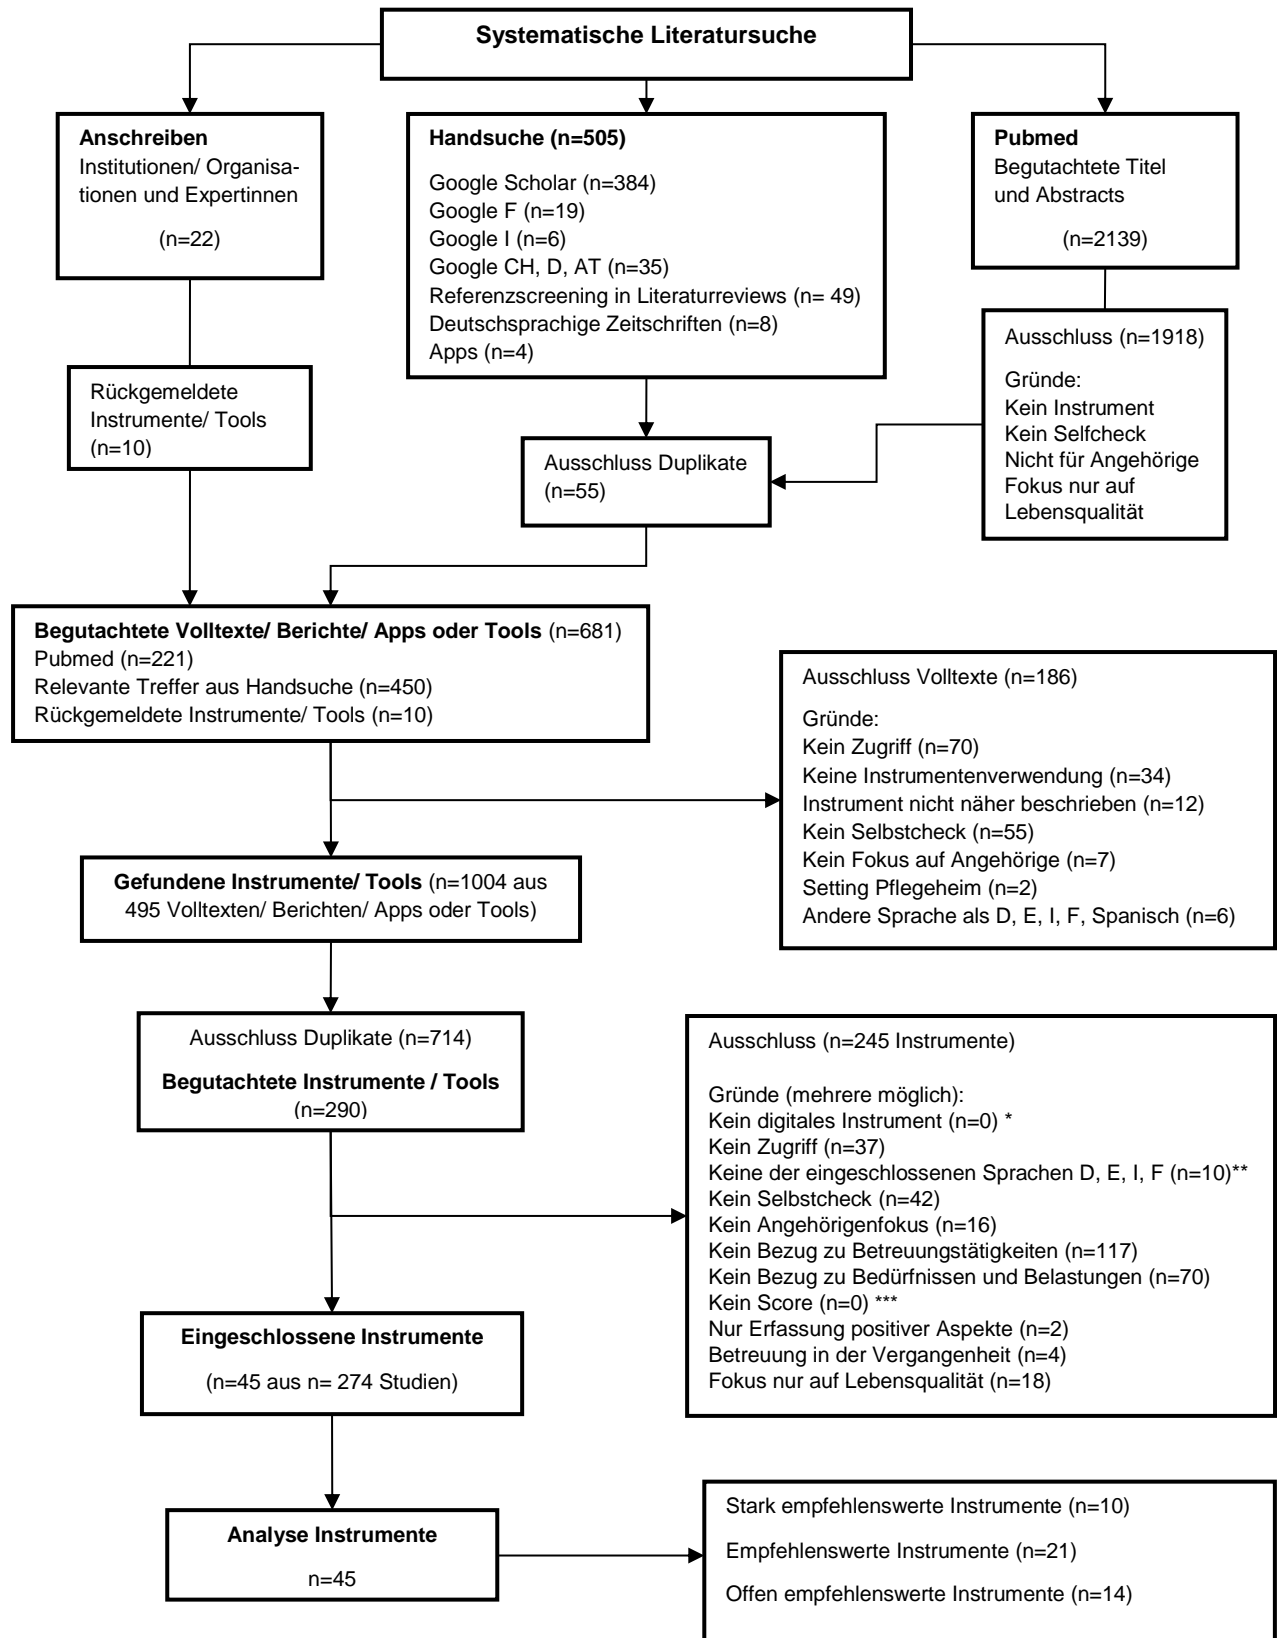 Systematische Literatursuche
Anschreiben
Institutionen/ Organisa-
tionen und Expertinnen
(n=22)
Handsuche (n=505)
Google Scholar (n=384)
Google F (n=19)
Google I (n=6)
Google CH, D, AT (n=35)
Referenzscreening in Literaturreviews (n= 49)
Deutschsprachige Zeitschriften (n=8)
Apps (n=4)
Pubmed
Begutachtete Titel
und Abstracts
(n=2139)
Ausschluss (n=1918)
Gründe:
Kein Instrument
Kein Selfcheck
Nicht für Angehörige
Fokus nur auf
Lebensqualität
Rückgemeldete
Instrumente/ Tools
(n=10)
Ausschluss Duplikate
(n=55)
Begutachtete Volltexte/ Berichte/ Apps oder Tools (n=681)
Pubmed (n=221)
Relevante Treffer aus Handsuche (n=450)
Rückgemeldete Instrumente/ Tools (n=10)
Ausschluss Volltexte (n=186)
Gründe:
Kein Zugriff (n=70)
Keine Instrumentenverwendung (n=34)
Instrument nicht näher beschrieben (n=12)
Kein Selbstcheck (n=55)
Kein Fokus auf Angehörige (n=7)
Setting Pflegeheim (n=2)
Andere Sprache als D, E, I, F, Spanisch (n=6)
Gefundene Instrumente/ Tools (n=1004 aus
495 Volltexten/ Berichten/ Apps oder Tools)
Ausschluss Duplikate (n=714)
Begutachtete Instrumente / Tools
(n=290)
Ausschluss (n=245 Instrumente)
Gründe (mehrere möglich):
Kein digitales Instrument (n=0) *
Kein Zugriff (n=37)
Keine der eingeschlossenen Sprachen D, E, I, F (n=10)**
Kein Selbstcheck (n=42)
Kein Angehörigenfokus (n=16)
Kein Bezug zu Betreuungstätigkeiten (n=117)
Kein Bezug zu Bedürfnissen und Belastungen (n=70)
Kein Score (n=0) ***
Nur Erfassung positiver Aspekte (n=2)
Betreuung in der Vergangenheit (n=4)
Fokus nur auf Lebensqualität (n=18)
Eingeschlossene Instrumente
(n=45 aus n= 274 Studien)
Analyse Instrumente
n=45
Stark empfehlenswerte Instrumente (n=10)
Empfehlenswerte Instrumente (n=21)
Offen empfehlenswerte Instrumente (n=14)